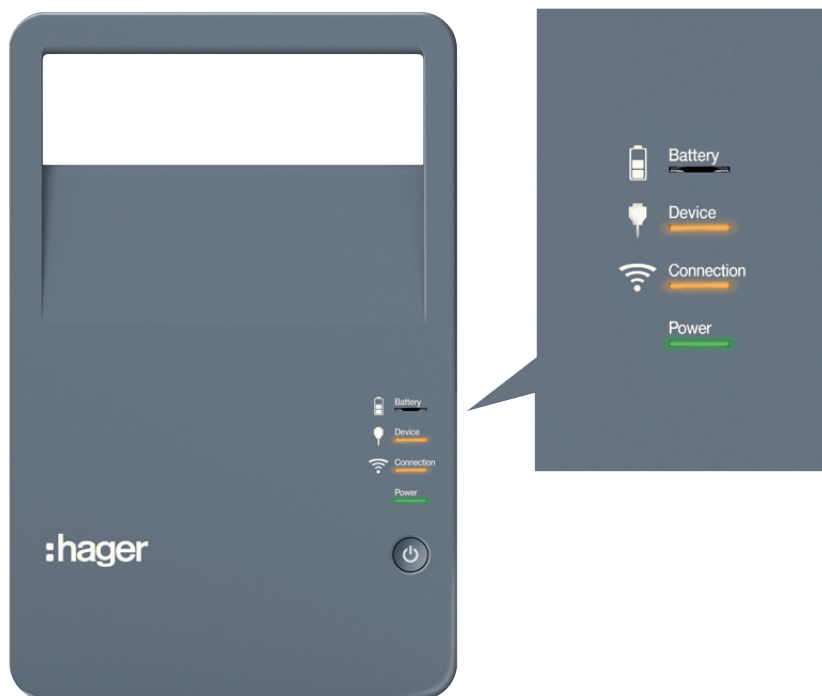 Battery
Device
Connection
Power
:hager
Battery
Device
Connection
Power